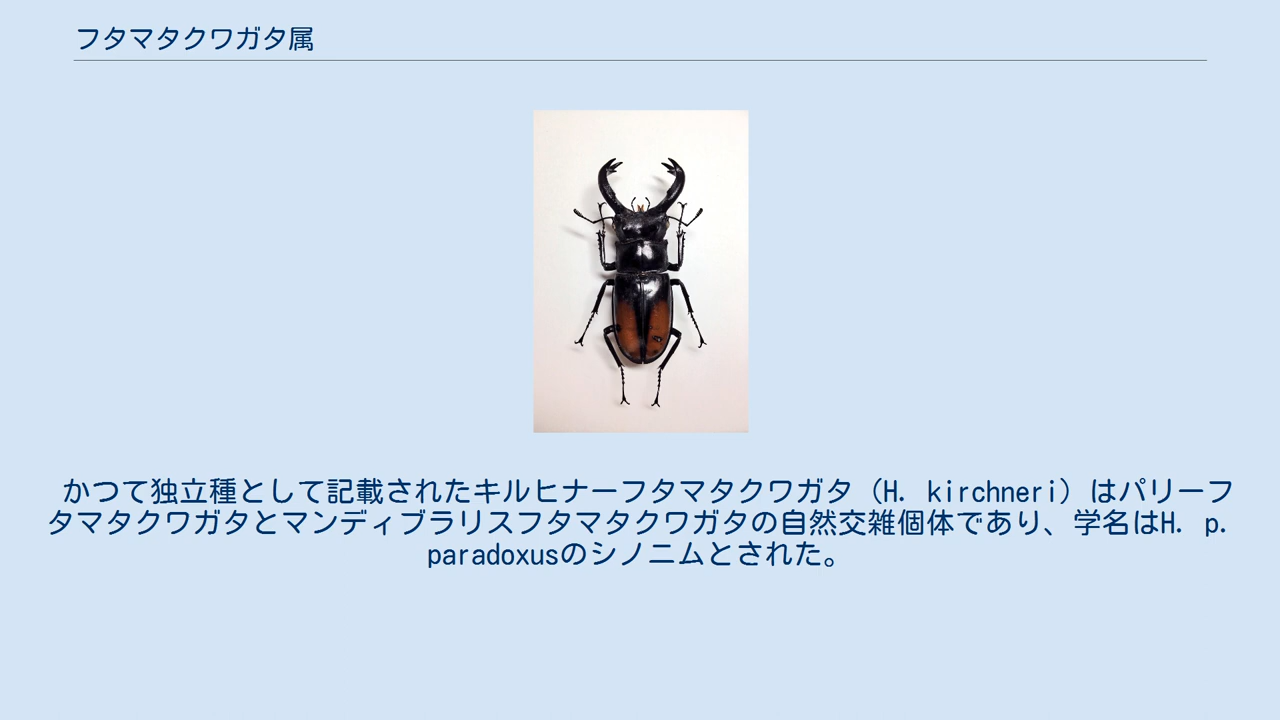 フタマタクワガタ属
かつて独立種として記載されたキルヒナーフタマタクワガタ（H. kirchneri）はパリーフ
タマタクワガタとマンディブラリスフタマタクワガタの自然交雑個体であり、学名はH. p.
paradoxusのシノニムとされた。